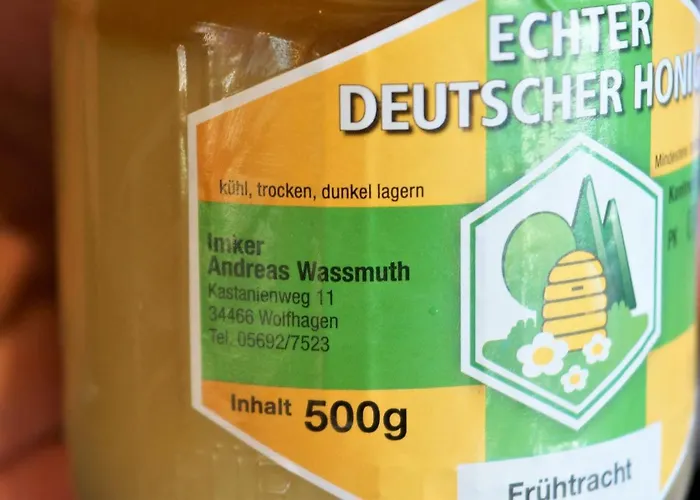 ECHTER
DEUTSCHER HONIG
kühl, trocken, dunkel lagern
Imker
Andreas Wassmuth
Kastanienweg 11
34466 Wolfhagen
Tel. 05692/7523
Inhalt 500g
Frühtracht